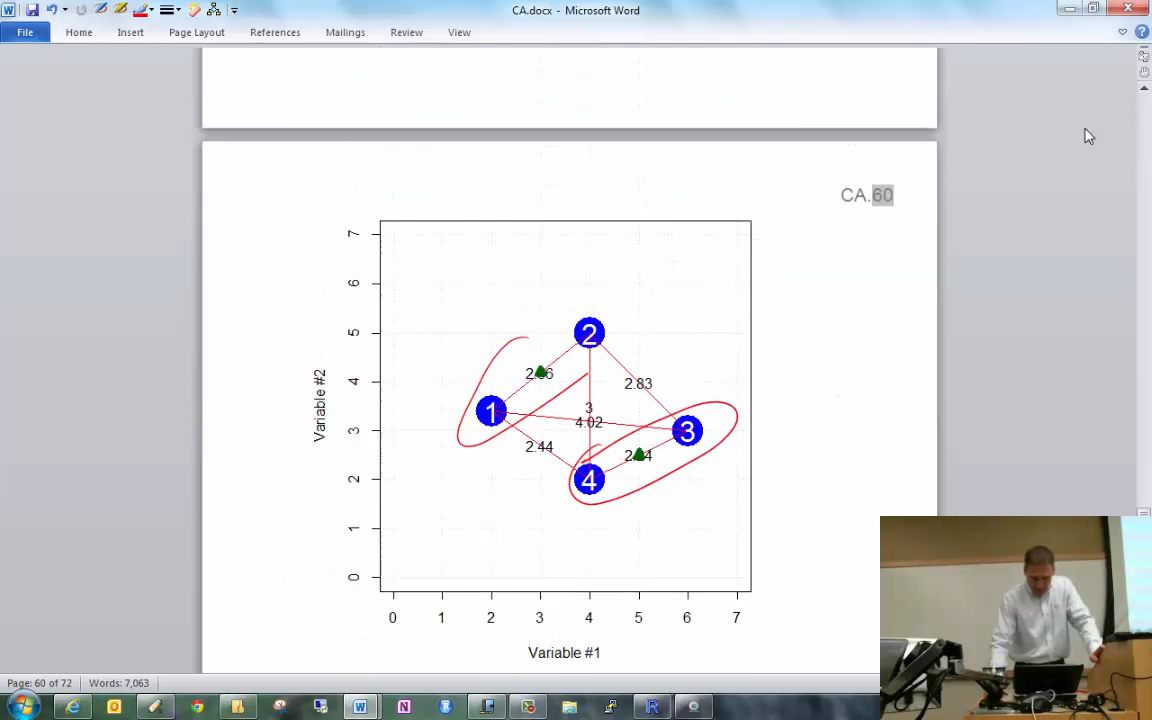 CA.docx - Microsoft Word
File Home Insert Page Layout References Mailings Review View
CA.60
7
6
5
4
3
2
1
0
Variable #2
2
1
3
4
2.83
3
4.02
2.44
0 1 2 3 4 5 6 7
Variable #1
Page: 60 of 72 Words: 7,063